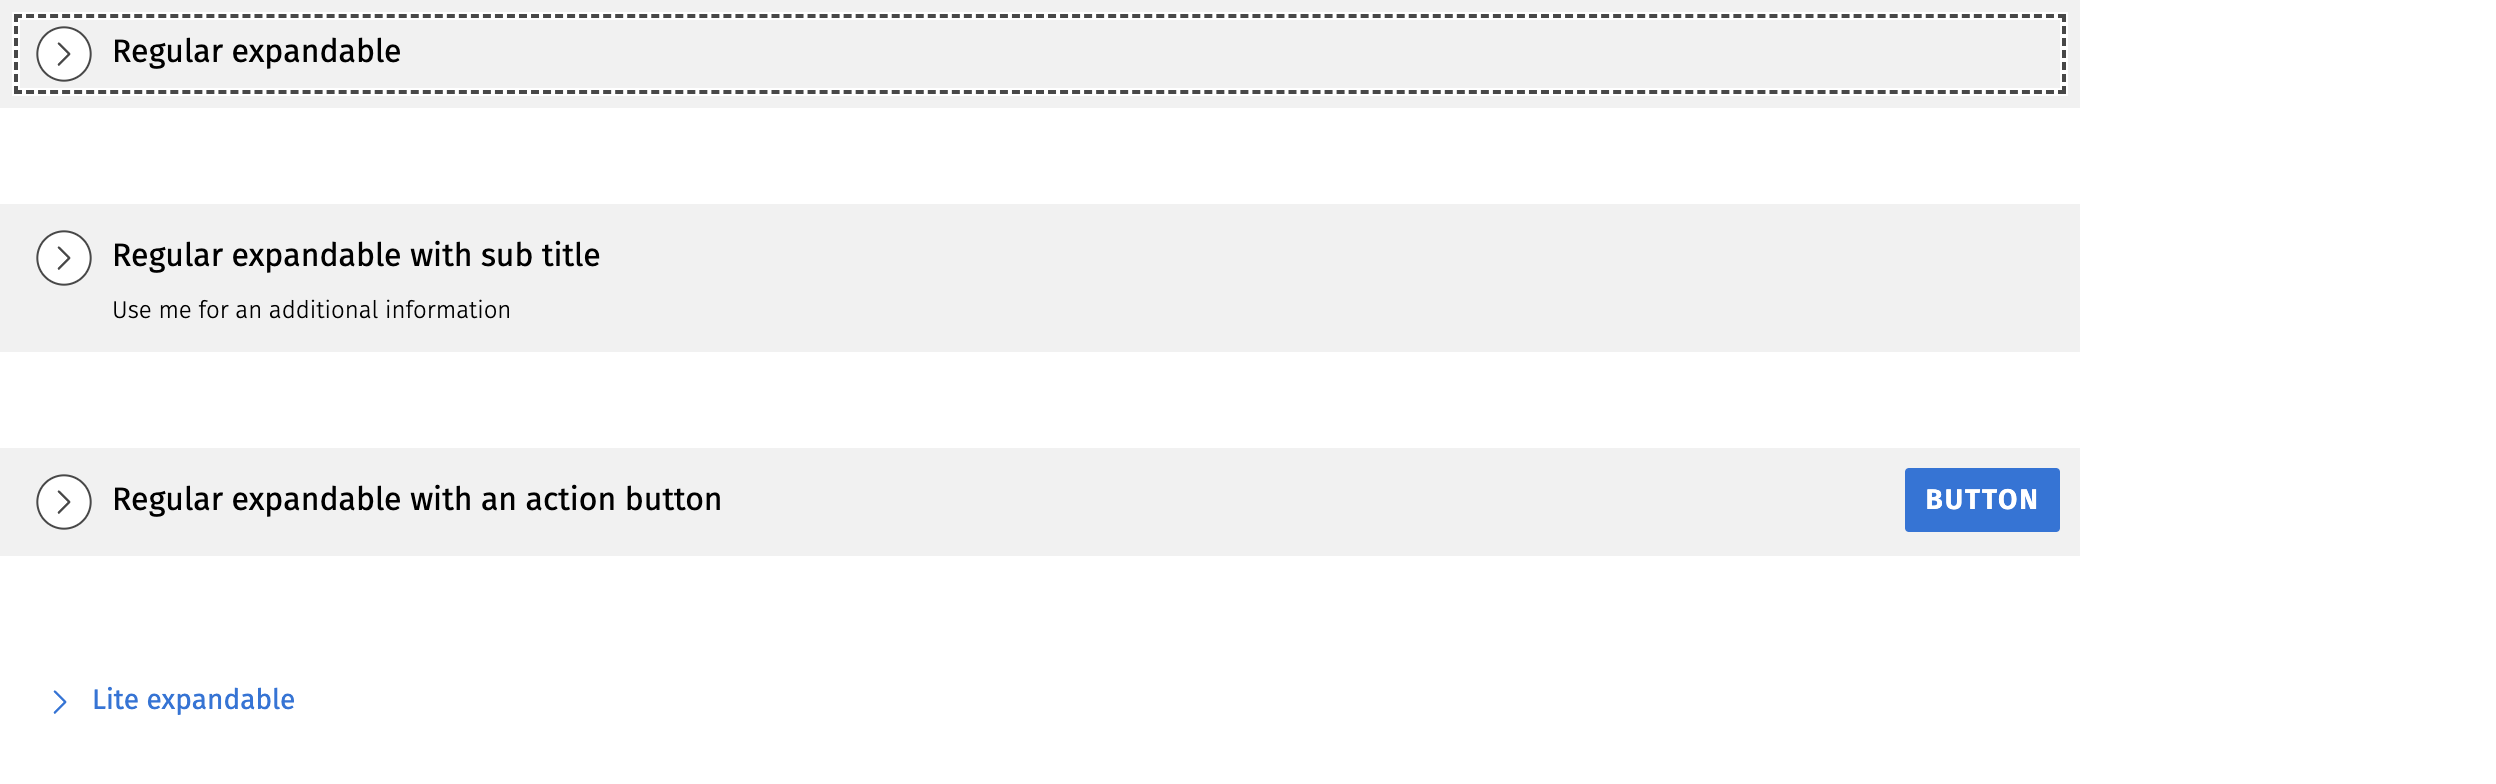 Regular expandable
Regular expandable with sub title
Use me for an additional information
Regular expandable with an action button
BUTTON
Lite expandable